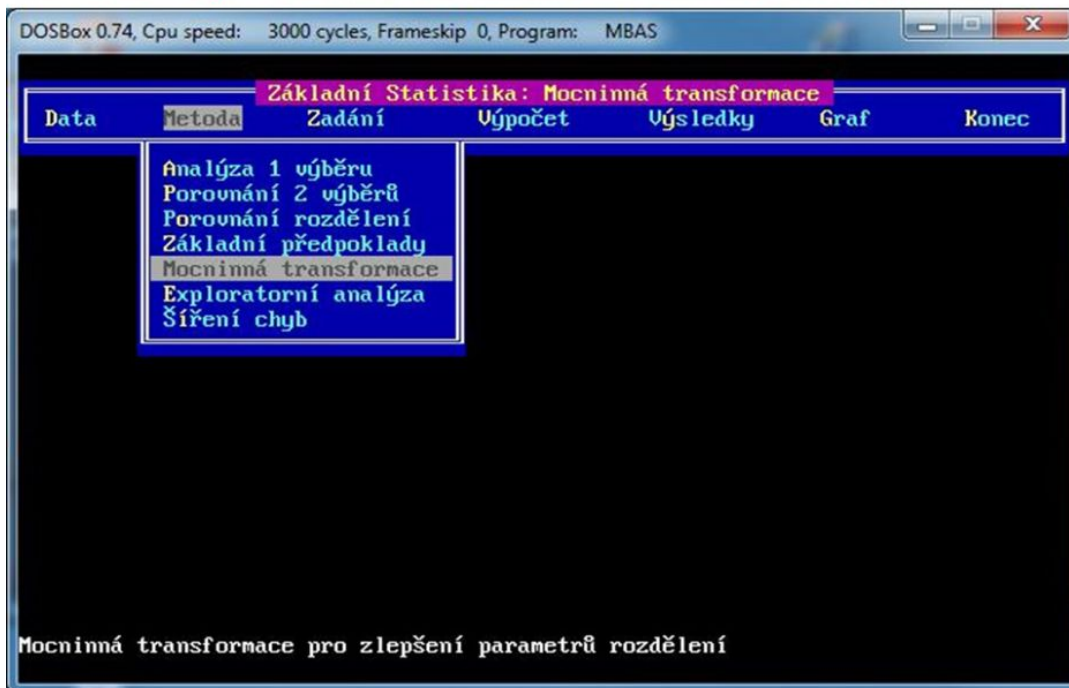 DOSBox 0.74, Cpu speed: 3000 cycles, Frameskip 0, Program: MBAS
Základní Statistika: Mocninná transformace
Data Metoda Zadání Výpočet Výsledky Graf Konec
Analýza 1 výběru
Porovnání 2 výběrů
Porovnání rozdělení
Základní předpoklady
Mocninná transformace
Exploratorní analýza
Šíření chyb
Mocninná transformace pro zlepšení parametrů rozdělení